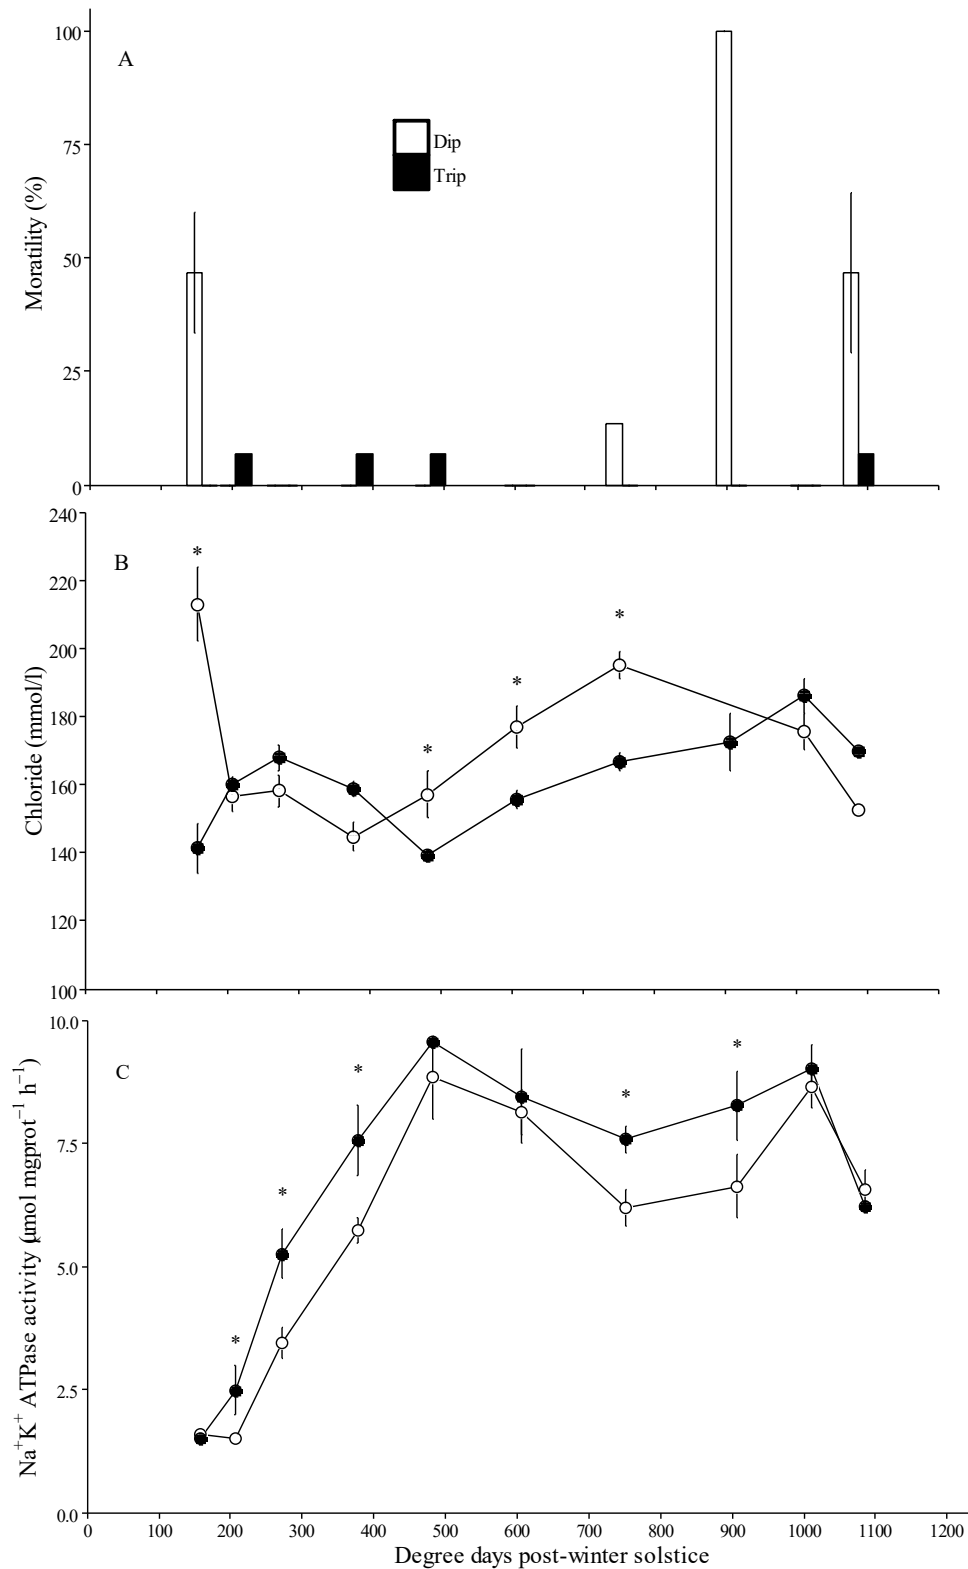 100
A
Dip
75
Trip
Moratility (%)
50
25
0
240
B
*
220
*
200
*
180
*
Chloride (mmol/l)
160
140
120
100
10.0
C
*
*
*
7.5
*
Na⁺K⁺ ATPase activity (µmol mgprot⁻¹ h⁻¹)
5.0
*
2.5
0.0
0 100 200 300 400 500 600 700 800 900 1000 1100 1200
Degree days post-winter solstice